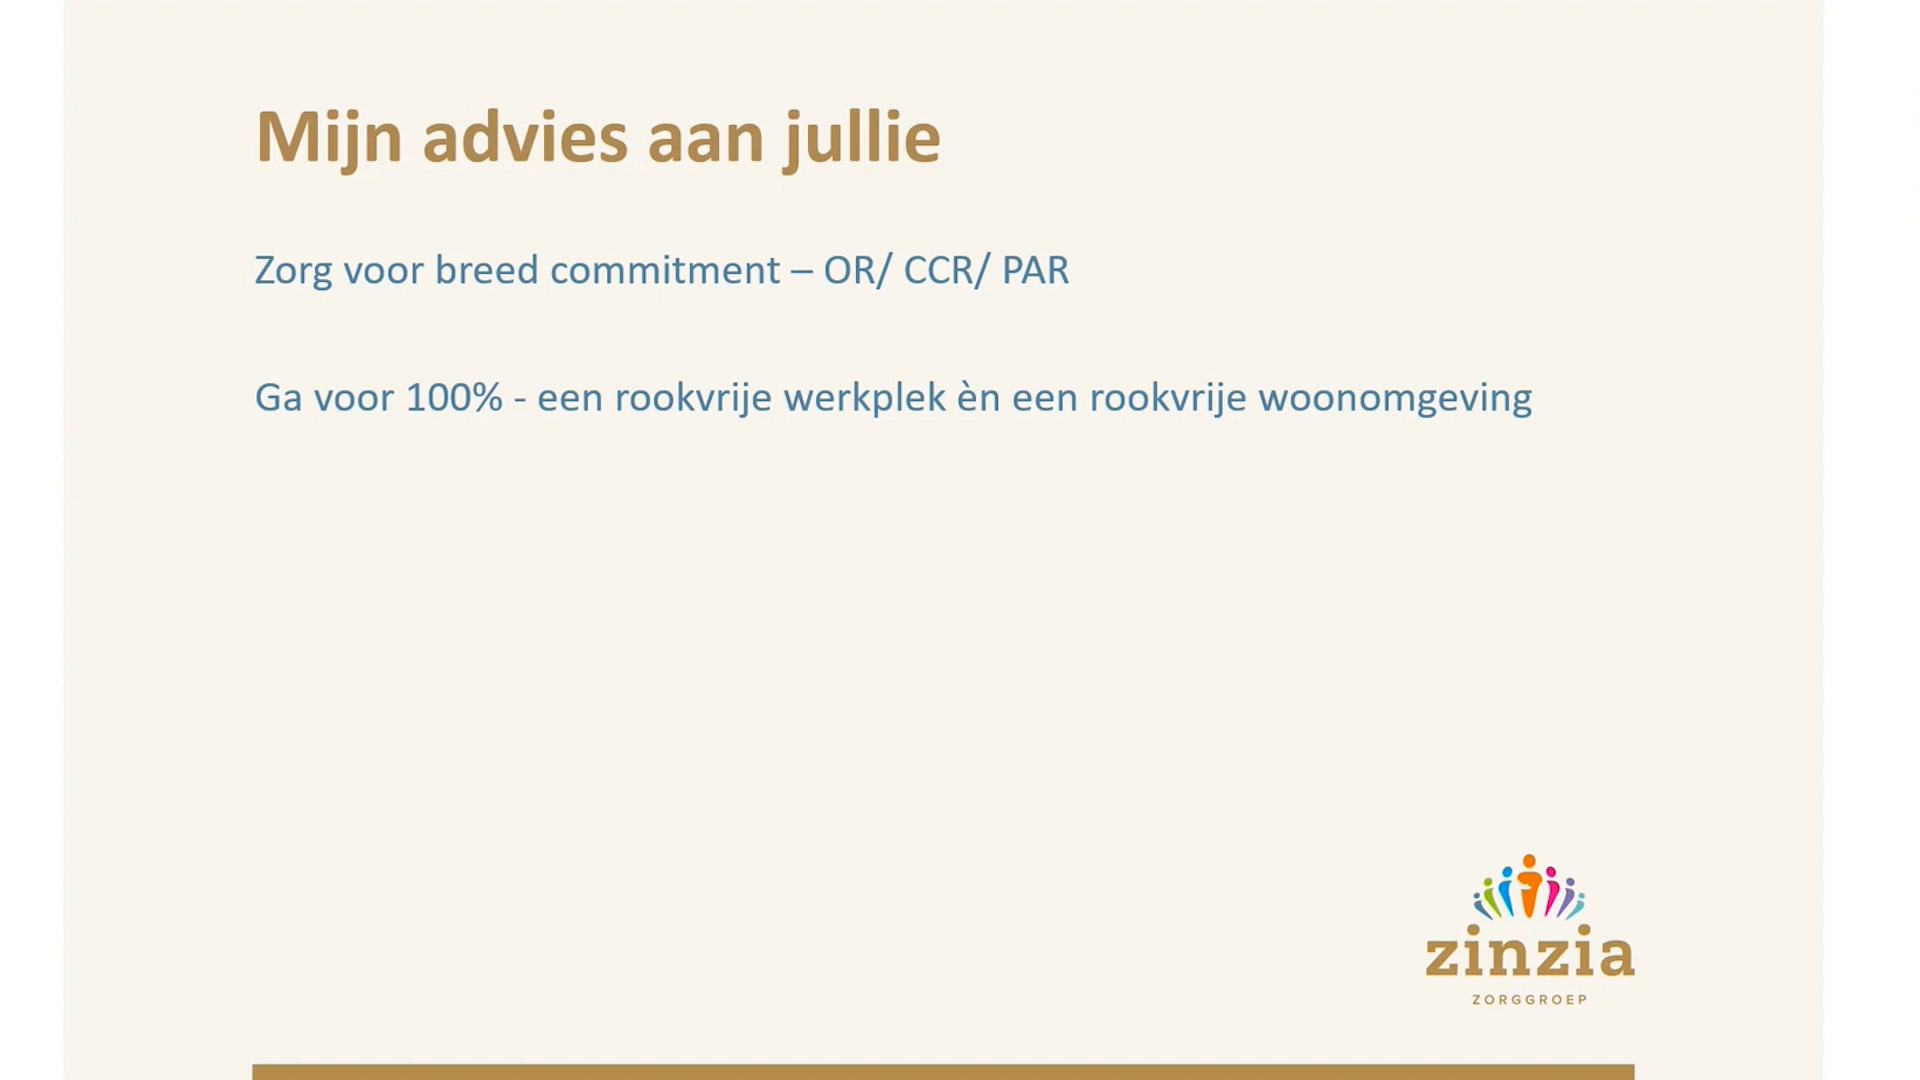 Mijn advies aan jullie
Zorg voor breed commitment – OR/ CCR/ PAR
Ga voor 100% - een rookvrije werkplek èn een rookvrije woonomgeving
zinzia
ZORGGROEP